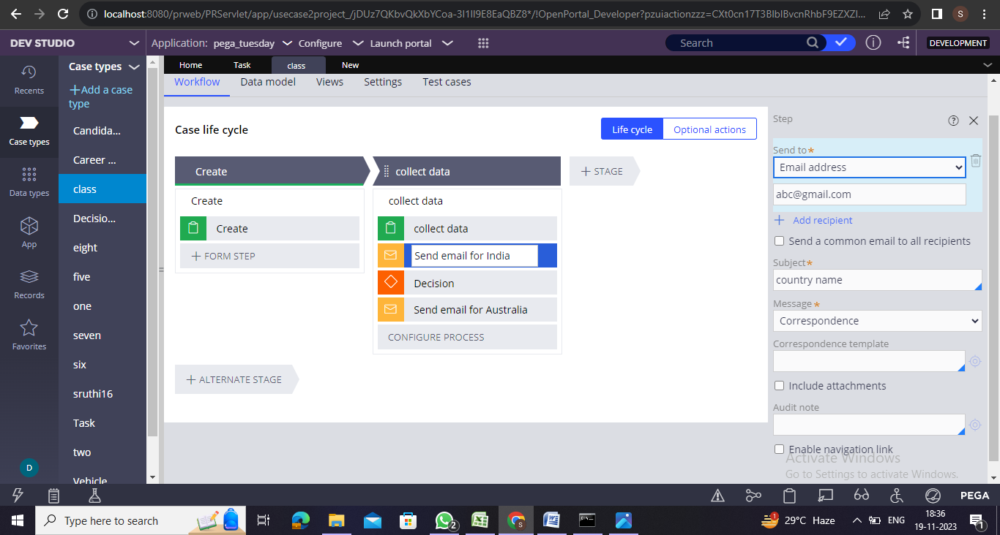 localhost:8080/prweb/PRServlet/app/usecase2project_/jDUz7QKbvQkXbYCoa-3I1II9E8EaQBZ8*/!OpenPortal_Developer?pzuiactionzzz=CXt0cn17T3BlblBvcnRhbF9EZXZl...
S
DEV STUDIO
Application: pega_tuesday
Configure
Launch portal
Search
DEVELOPMENT
Recents
Case types
Data types
App
Records
Favorites
D
Case types
+Add a case
type
Candida...
Career ...
class
Decisio...
eight
five
one
seven
six
sruthi16
Task
two
Vehicle
Home
Task
class
New
Workflow
Data model
Views
Settings
Test cases
Case life cycle
Life cycle
Optional actions
Create
collect data
+ STAGE
Create
Create
+ FORM STEP
collect data
collect data
Send email for India
Decision
Send email for Australia
CONFIGURE PROCESS
+ ALTERNATE STAGE
Step
Send to*
Email address
abc@gmail.com
+ Add recipient
Send a common email to all recipients
Subject*
country name
Message *
Correspondence
Correspondence template
Include attachments
Audit note
Enable navigation link
Activate Windows
Go to Settings to activate Windows.
PEGA
Type here to search
2
S
1
29°C Haze
ENG
18:36
19-11-2023
1